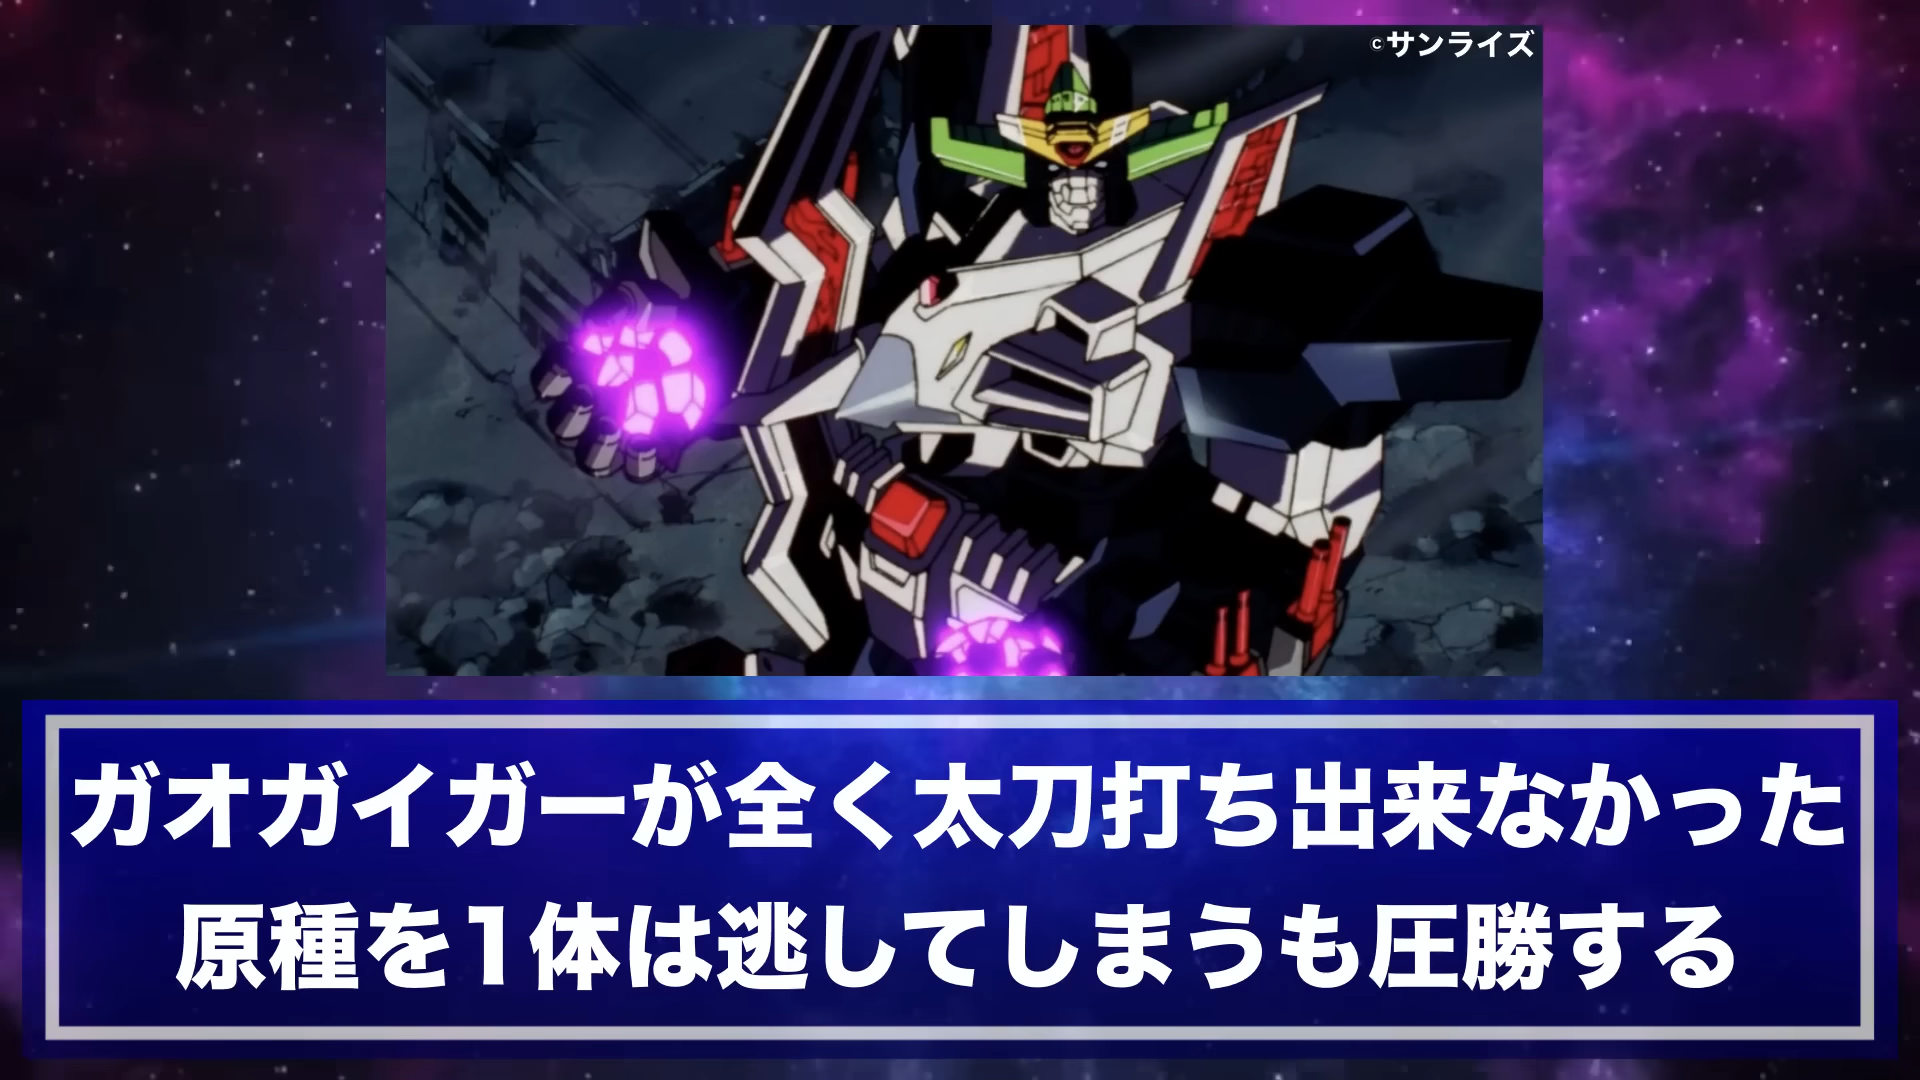 ©サンライズ
ガオガイガーが全く太刀打ち出来なかった
原種を1体は逃してしまうも圧勝する